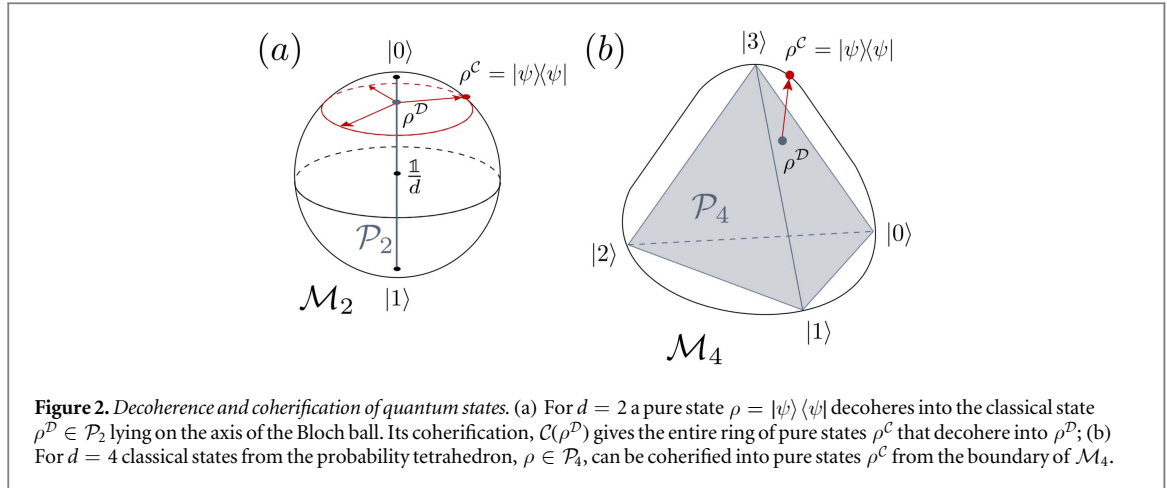 (a)
|0⟩
ρ^𝒞 = |ψ⟩⟨ψ|
ρ^𝒟
𝟙/d
𝒫₂
|1⟩
ℳ₂
(b)
|3⟩
ρ^𝒞 = |ψ⟩⟨ψ|
ρ^𝒟
𝒫₄
|0⟩
|2⟩
|1⟩
ℳ₄
Figure 2. Decoherence and coherification of quantum states. (a) For d = 2 a pure state ρ = |ψ⟩⟨ψ| decoheres into the classical state
ρ^𝒟 ∈ 𝒫₂ lying on the axis of the Bloch ball. Its coherification, 𝒞(ρ^𝒟) gives the entire ring of pure states ρ^𝒞 that decohere into ρ^𝒟; (b)
For d = 4 classical states from the probability tetrahedron, ρ ∈ 𝒫₄, can be coherified into pure states ρ^𝒞 from the boundary of ℳ₄.